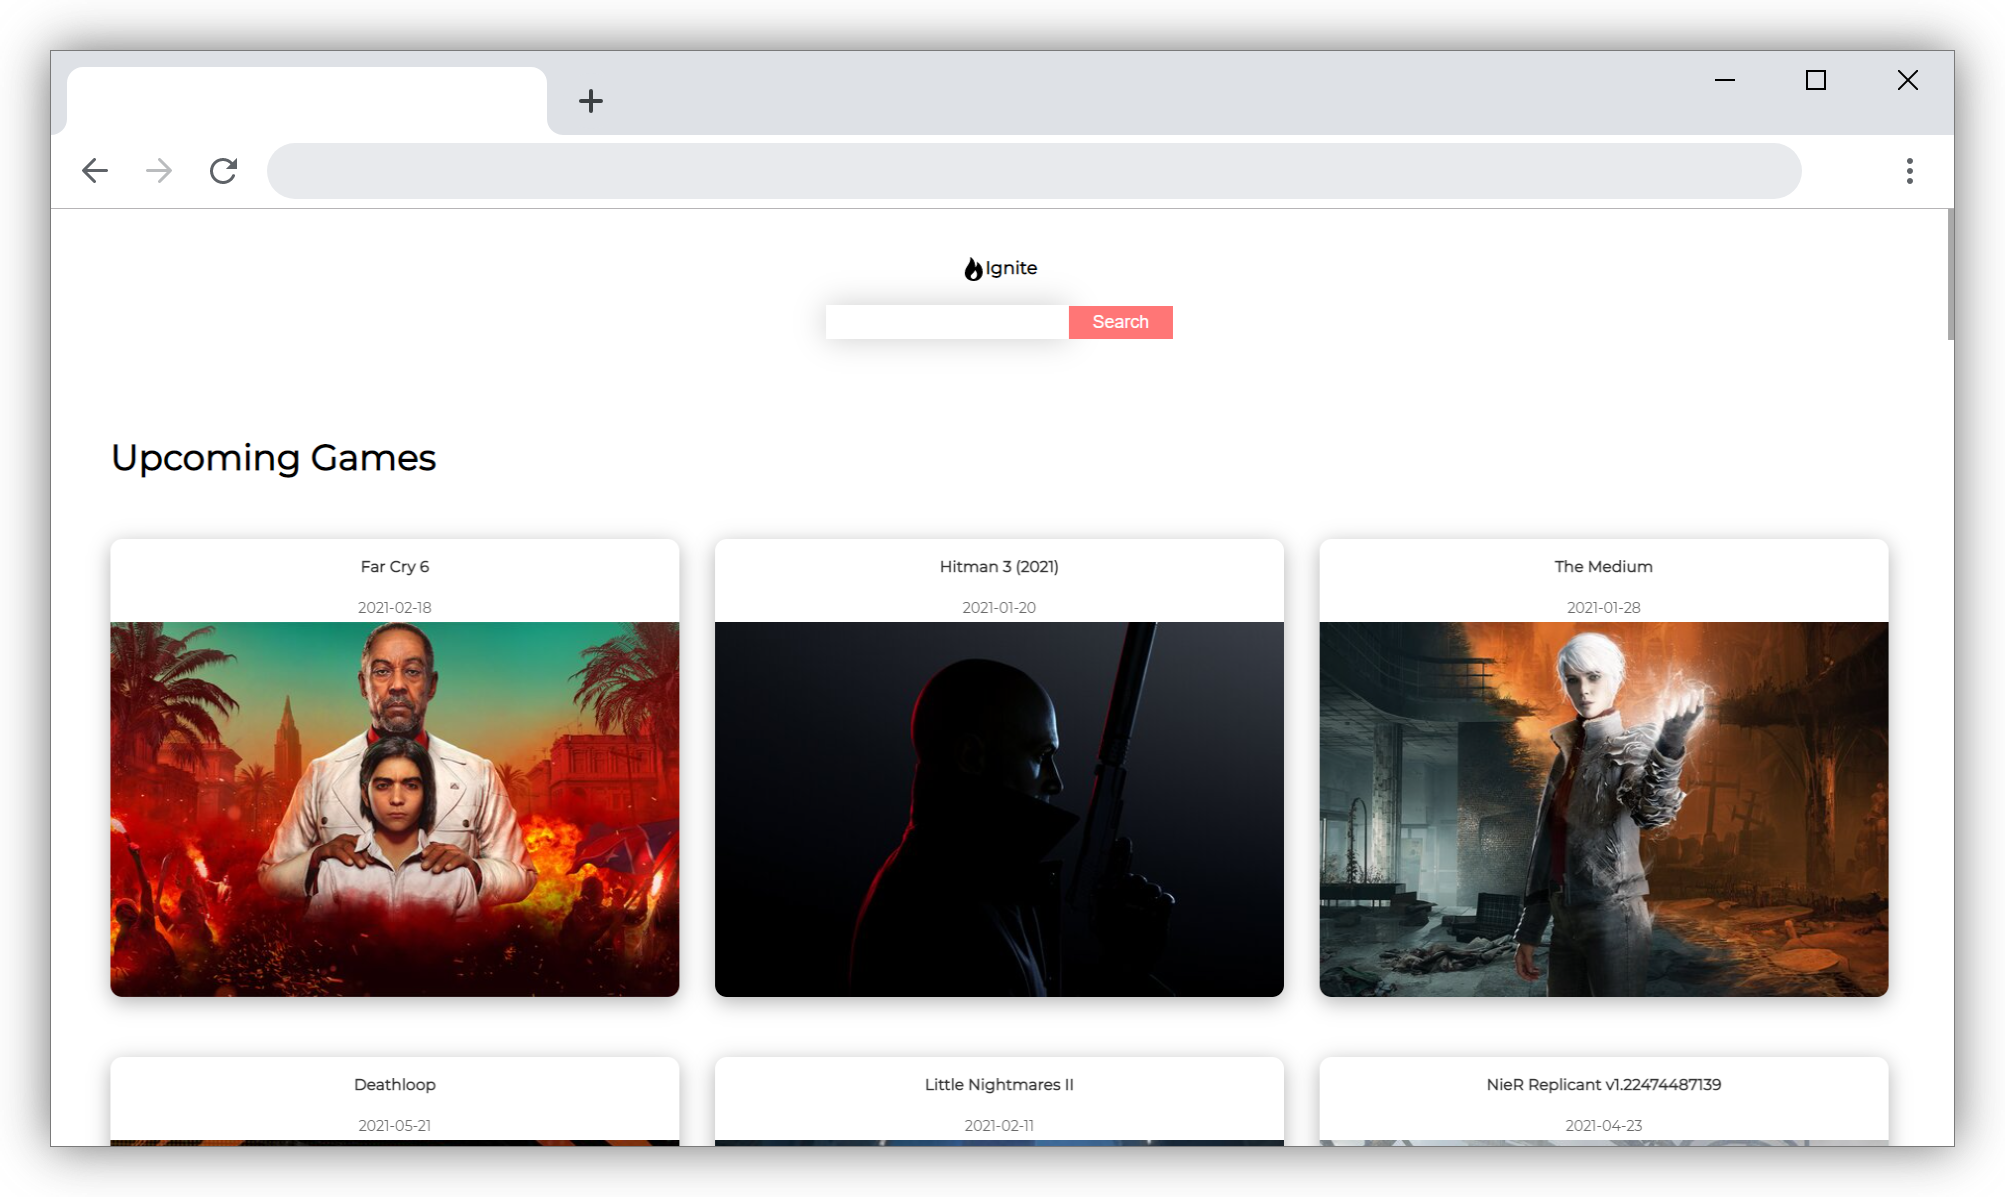 Ignite
Search
Upcoming Games
Far Cry 6
2021-02-18
Hitman 3 (2021)
2021-01-20
The Medium
2021-01-28
Deathloop
2021-05-21
Little Nightmares II
2021-02-11
NieR Replicant v1.22474487139
2021-04-23